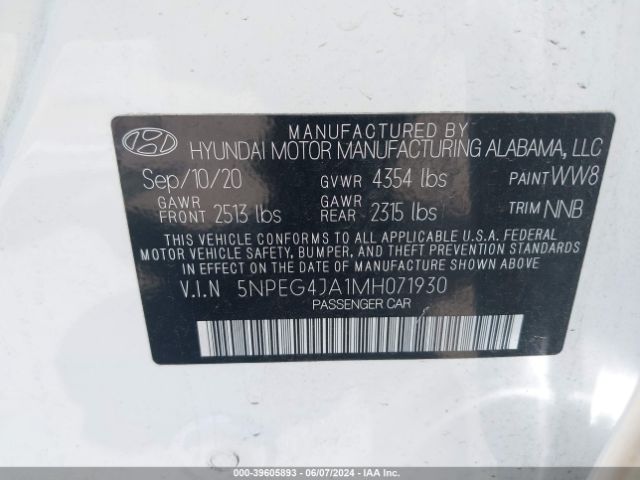 MANUFACTURED BY
HYUNDAI MOTOR MANUFACTURING ALABAMA, LLC
Sep/10/20 GVWR 4354 lbs PAINT WW8
GAWR FRONT 2513 lbs GAWR REAR 2315 lbs TRIM NNB
THIS VEHICLE CONFORMS TO ALL APPLICABLE U.S.A. FEDERAL
MOTOR VEHICLE SAFETY, BUMPER, AND THEFT PREVENTION STANDARDS
IN EFFECT ON THE DATE OF MANUFACTURE SHOWN ABOVE.
V.I.N 5NPEG4JA1MH071930
PASSENGER CAR
000-39605893 - 06/07/2024 - IAA Inc.